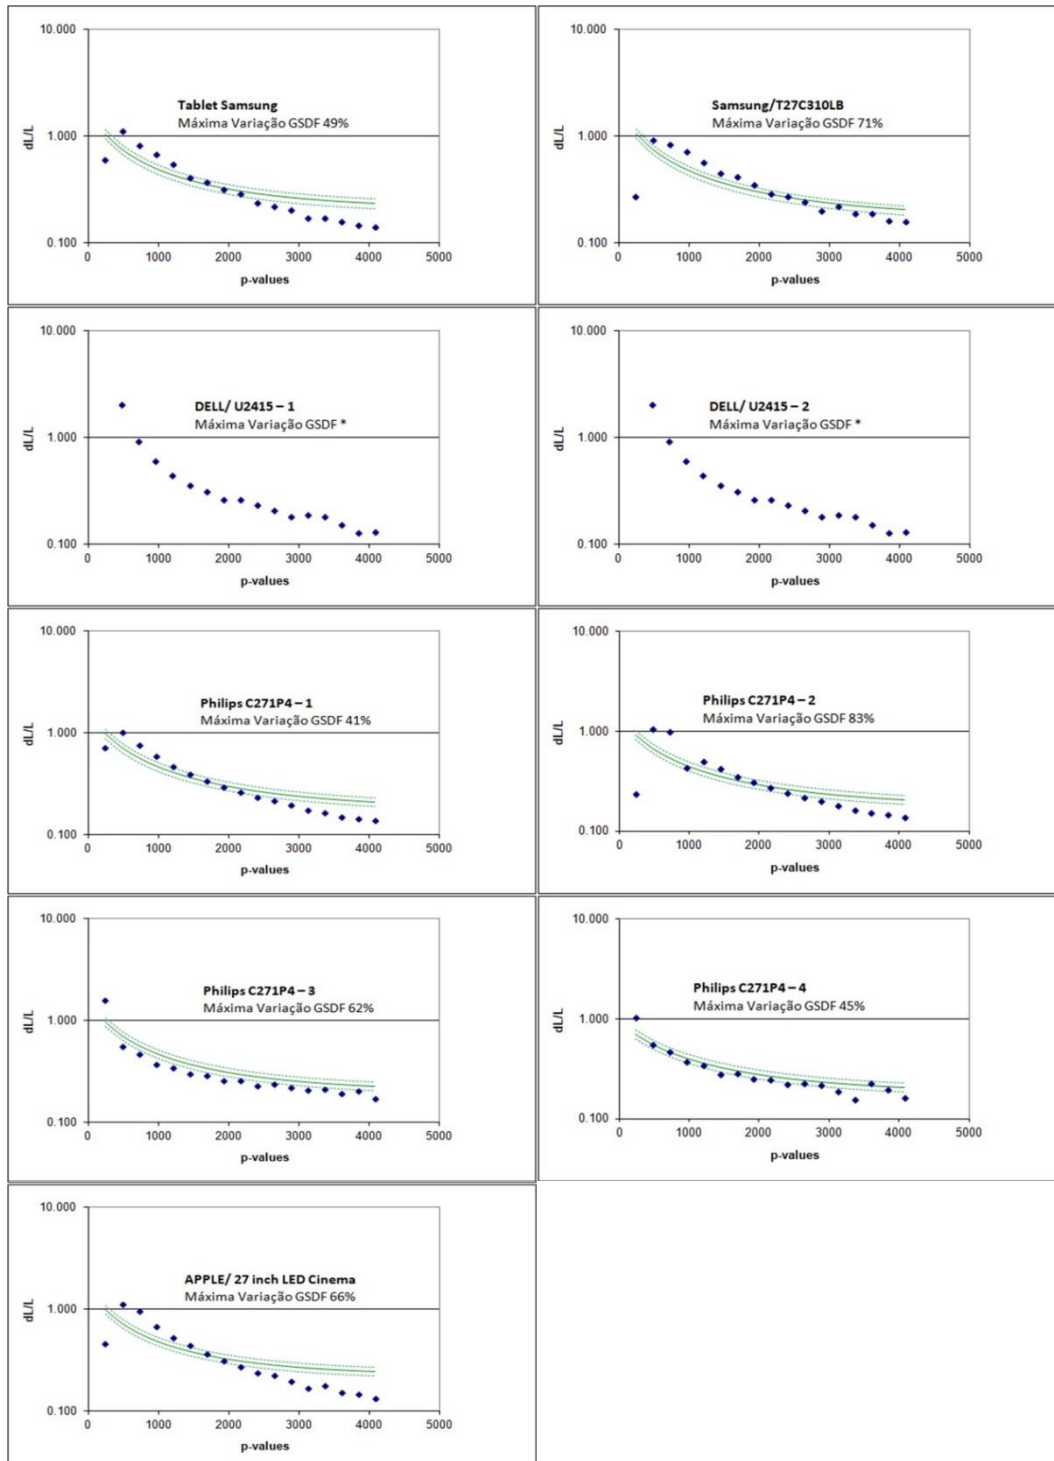 10.000
Tablet Samsung
Máxima Variação GSDF 49%
dL/L
1.000
0.100
0 1000 2000 3000 4000 5000
p-values
10.000
Samsung/T27C310LB
Máxima Variação GSDF 71%
dL/L
1.000
0.100
0 1000 2000 3000 4000 5000
p-values
10.000
DELL/ U2415 – 1
Máxima Variação GSDF *
dL/L
1.000
0.100
0 1000 2000 3000 4000 5000
p-values
10.000
DELL/ U2415 – 2
Máxima Variação GSDF *
dL/L
1.000
0.100
0 1000 2000 3000 4000 5000
p-values
10.000
Philips C271P4 – 1
Máxima Variação GSDF 41%
dL/L
1.000
0.100
0 1000 2000 3000 4000 5000
p-values
10.000
Philips C271P4 – 2
Máxima Variação GSDF 83%
dL/L
1.000
0.100
0 1000 2000 3000 4000 5000
p-values
10.000
Philips C271P4 – 3
Máxima Variação GSDF 62%
dL/L
1.000
0.100
0 1000 2000 3000 4000 5000
p-values
10.000
Philips C271P4 – 4
Máxima Variação GSDF 45%
dL/L
1.000
0.100
0 1000 2000 3000 4000 5000
p-values
10.000
APPLE/ 27 inch LED Cinema
Máxima Variação GSDF 66%
dL/L
1.000
0.100
0 1000 2000 3000 4000 5000
p-values